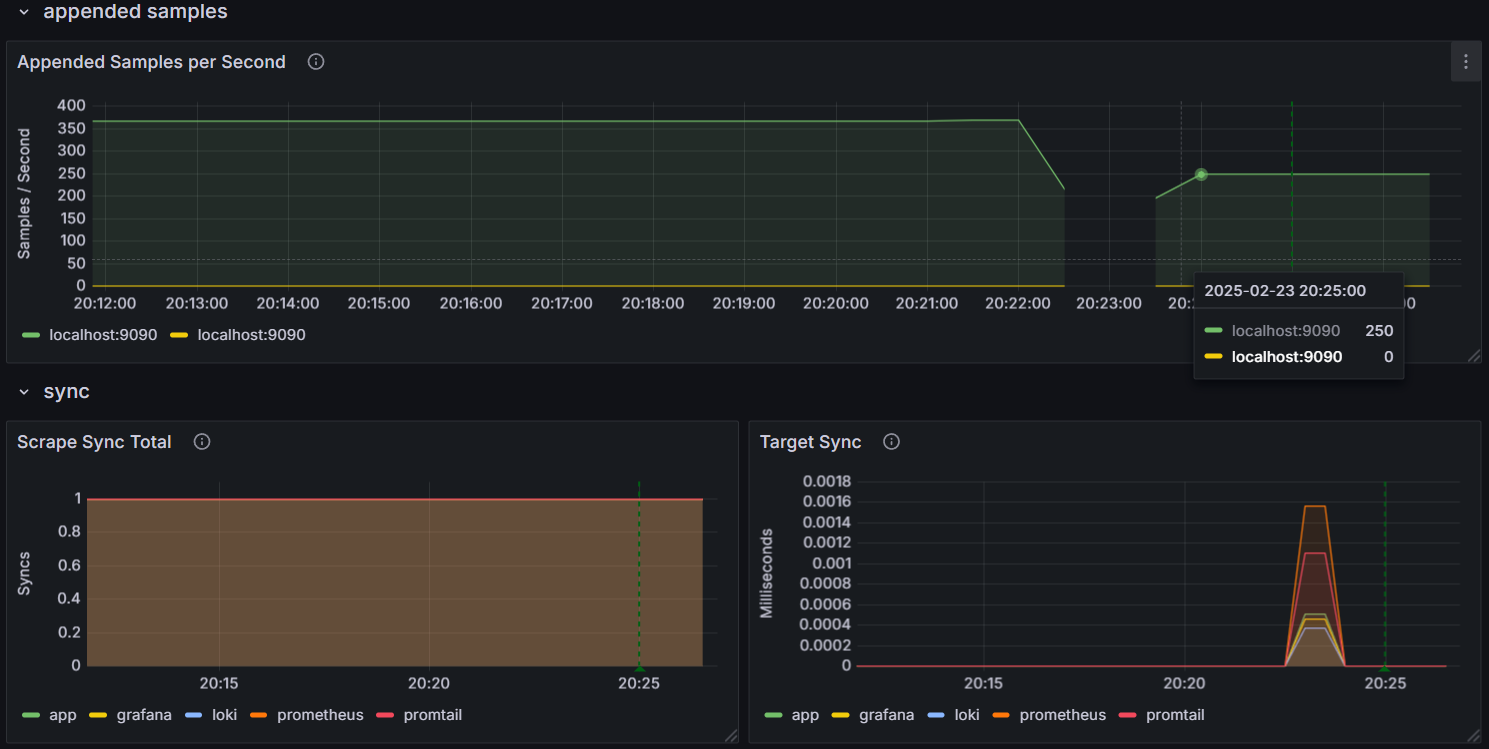 appended samples
Appended Samples per Second
Samples / Second
400
350
300
250
200
150
100
50
0
20:12:00 20:13:00 20:14:00 20:15:00 20:16:00 20:17:00 20:18:00 20:19:00 20:20:00 20:21:00 20:22:00 20:23:00
localhost:9090 localhost:9090
2025-02-23 20:25:00
localhost:9090 250
localhost:9090 0
sync
Scrape Sync Total
Syncs
1
0.8
0.6
0.4
0.2
0
20:15 20:20 20:25
app grafana loki prometheus promtail
Target Sync
Milliseconds
0.0018
0.0016
0.0014
0.0012
0.001
0.0008
0.0006
0.0004
0.0002
0
20:15 20:20 20:25
app grafana loki prometheus promtail